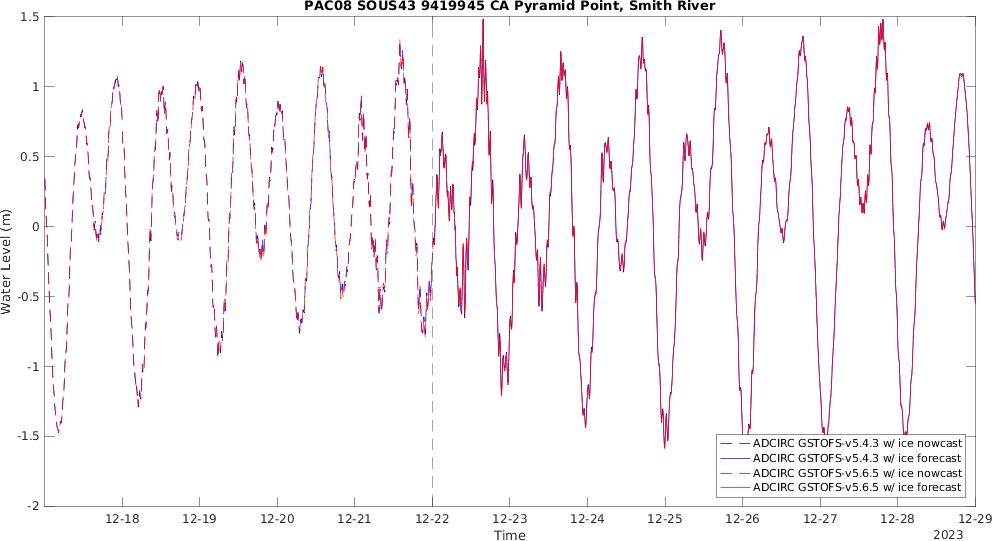 PAC08 SOUS43 9419945 CA Pyramid Point, Smith River
1.5
1
0.5
0
-0.5
-1
-1.5
-2
Water Level (m)
ADCIRC GSTOFS-v5.4.3 w/ ice nowcast
ADCIRC GSTOFS-v5.4.3 w/ ice forecast
ADCIRC GSTOFS-v5.6.5 w/ ice nowcast
ADCIRC GSTOFS-v5.6.5 w/ ice forecast
12-18 12-19 12-20 12-21 12-22 12-23 12-24 12-25 12-26 12-27 12-28 12-29
Time
2023